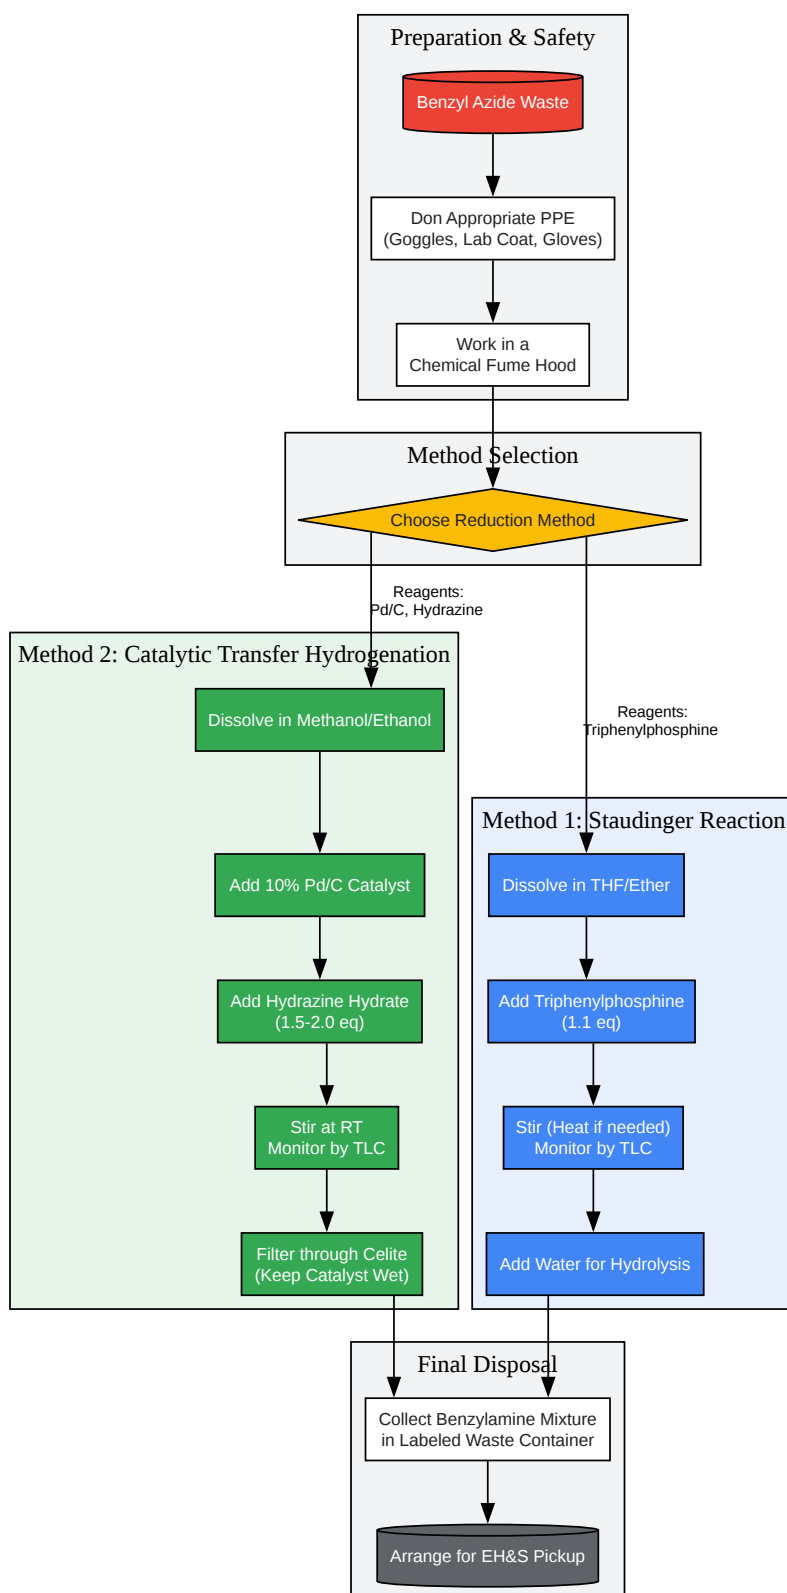 Preparation & Safety
Benzyl Azide Waste
Don Appropriate PPE
(Goggles, Lab Coat, Gloves)
Work in a
Chemical Fume Hood
Method Selection
Choose Reduction Method
Reagents:
Pd/C, Hydrazine
Method 2: Catalytic Transfer Hydrogenation
Dissolve in Methanol/Ethanol
Add 10% Pd/C Catalyst
Add Hydrazine Hydrate
(1.5-2.0 eq)
Stir at RT
Monitor by TLC
Filter through Celite
(Keep Catalyst Wet)
Reagents:
Triphenylphosphine
Method 1: Staudinger Reaction
Dissolve in THF/Ether
Add Triphenylphosphine
(1.1 eq)
Stir (Heat if needed)
Monitor by TLC
Add Water for Hydrolysis
Final Disposal
Collect Benzylamine Mixture
in Labeled Waste Container
Arrange for EH&S Pickup